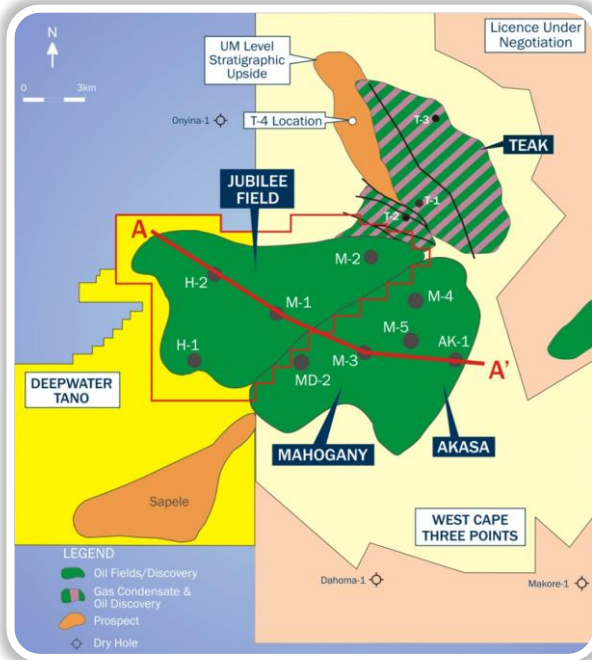 N
0
3km
UM Level
Stratigraphic
Upside
Licence Under
Negotiation
Onyina-1
T-4 Location
T-3
TEAK
JUBILEE
FIELD
T-1
T-2
A
M-2
H-2
M-4
M-1
M-5
AK-1
H-1
M-3
A'
MD-2
DEEPWATER
TANO
MAHOGANY
AKASA
Sapele
WEST CAPE
THREE POINTS
LEGEND
Oil Fields/Discovery
Gas Condensate &
Oil Discovery
Prospect
Dry Hole
Dahoma-1
Makore-1